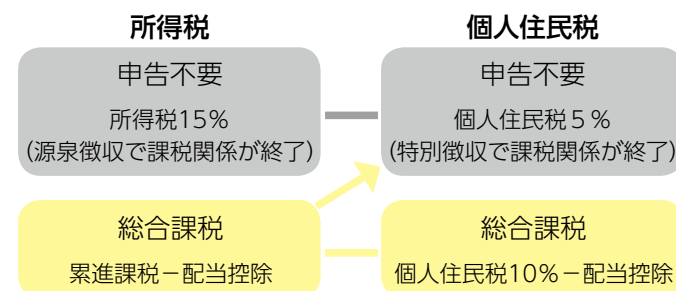 所得税
個人住民税
申告不要
所得税15%
(源泉徴収で課税関係が終了)
申告不要
個人住民税5%
(特別徴収で課税関係が終了)
総合課税
累進課税-配当控除
総合課税
個人住民税10%-配当控除